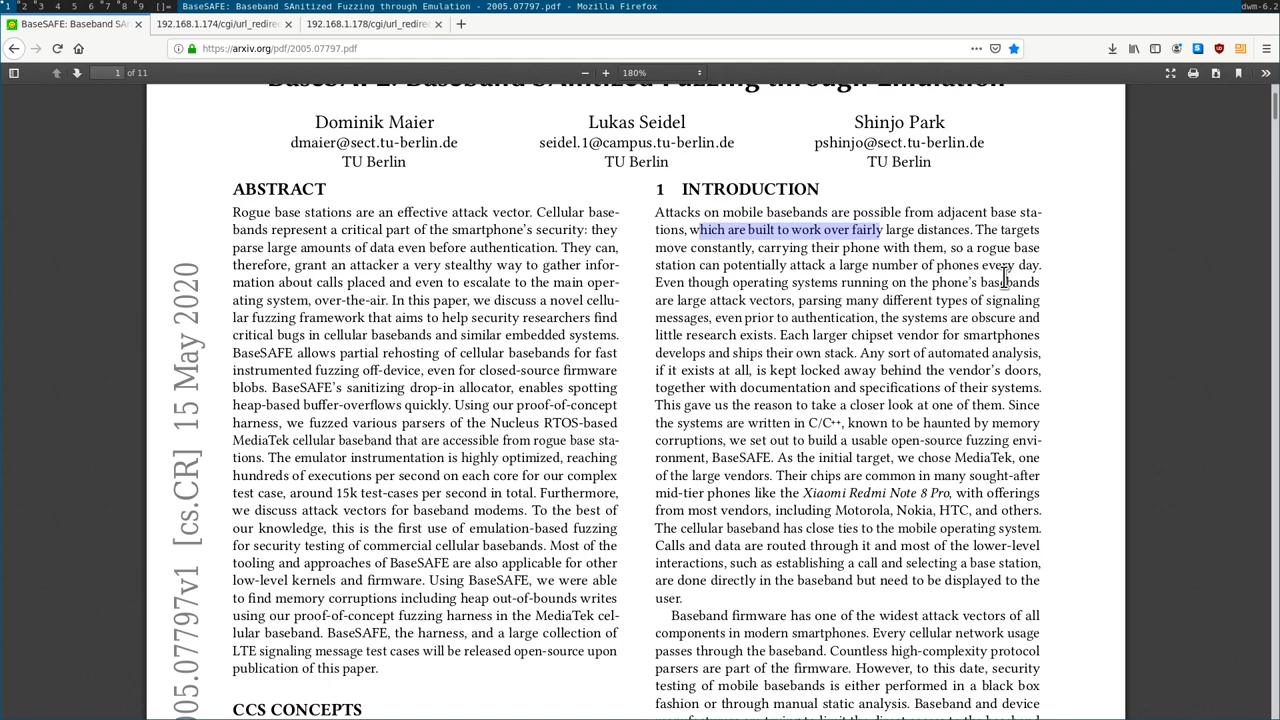 1 2 3 4 5 6 7 8 9 []= BaseSAFE: Baseband SAnitized Fuzzing through Emulation - 2005.07797.pdf - Mozilla Firefox dwm-6.2
BaseSAFE: Baseband SAn × 192.168.1.174/cgi/url_redire × 192.168.1.178/cgi/url_redire × +
https://arxiv.org/pdf/2005.07797.pdf
1 of 11 180%
BaseSAFE: Baseband SAnitized Fuzzing through Emulation
Dominik Maier
dmaier@sect.tu-berlin.de
TU Berlin
Lukas Seidel
seidel.1@campus.tu-berlin.de
TU Berlin
Shinjo Park
pshinjo@sect.tu-berlin.de
TU Berlin
005.07797v1 [cs.CR] 15 May 2020
ABSTRACT
Rogue base stations are an effective attack vector. Cellular base-
bands represent a critical part of the smartphone's security: they
parse large amounts of data even before authentication. They can,
therefore, grant an attacker a very stealthy way to gather infor-
mation about calls placed and even to escalate to the main oper-
ating system, over-the-air. In this paper, we discuss a novel cellu-
lar fuzzing framework that aims to help security researchers find
critical bugs in cellular basebands and similar embedded systems.
BaseSAFE allows partial rehosting of cellular basebands for fast
instrumented fuzzing off-device, even for closed-source firmware
blobs. BaseSAFE's sanitizing drop-in allocator, enables spotting
heap-based buffer-overflows quickly. Using our proof-of-concept
harness, we fuzzed various parsers of the Nucleus RTOS-based
MediaTek cellular baseband that are accessible from rogue base sta-
tions. The emulator instrumentation is highly optimized, reaching
hundreds of executions per second on each core for our complex
test case, around 15k test-cases per second in total. Furthermore,
we discuss attack vectors for baseband modems. To the best of
our knowledge, this is the first use of emulation-based fuzzing
for security testing of commercial cellular basebands. Most of the
tooling and approaches of BaseSAFE are also applicable for other
low-level kernels and firmware. Using BaseSAFE, we were able
to find memory corruptions including heap out-of-bounds writes
using our proof-of-concept fuzzing harness in the MediaTek cel-
lular baseband. BaseSAFE, the harness, and a large collection of
LTE signaling message test cases will be released open-source upon
publication of this paper.
CCS CONCEPTS
1 INTRODUCTION
Attacks on mobile basebands are possible from adjacent base sta-
tions, which are built to work over fairly large distances. The targets
move constantly, carrying their phone with them, so a rogue base
station can potentially attack a large number of phones every day.
Even though operating systems running on the phone's basebands
are large attack vectors, parsing many different types of signaling
messages, even prior to authentication, the systems are obscure and
little research exists. Each larger chipset vendor for smartphones
develops and ships their own stack. Any sort of automated analysis,
if it exists at all, is kept locked away behind the vendor's doors,
together with documentation and specifications of their systems.
This gave us the reason to take a closer look at one of them. Since
the systems are written in C/C++, known to be haunted by memory
corruptions, we set out to build a usable open-source fuzzing envi-
ronment, BaseSAFE. As the initial target, we chose MediaTek, one
of the large vendors. Their chips are common in many sought-after
mid-tier phones like the Xiaomi Redmi Note 8 Pro, with offerings
from most vendors, including Motorola, Nokia, HTC, and others.
The cellular baseband has close ties to the mobile operating system.
Calls and data are routed through it and most of the lower-level
interactions, such as establishing a call and selecting a base station,
are done directly in the baseband but need to be displayed to the
user.
Baseband firmware has one of the widest attack vectors of all
components in modern smartphones. Every cellular network usage
passes through the baseband. Countless high-complexity protocol
parsers are part of the firmware. However, to this date, security
testing of mobile basebands is either performed in a black box
fashion or through manual static analysis. Baseband and device